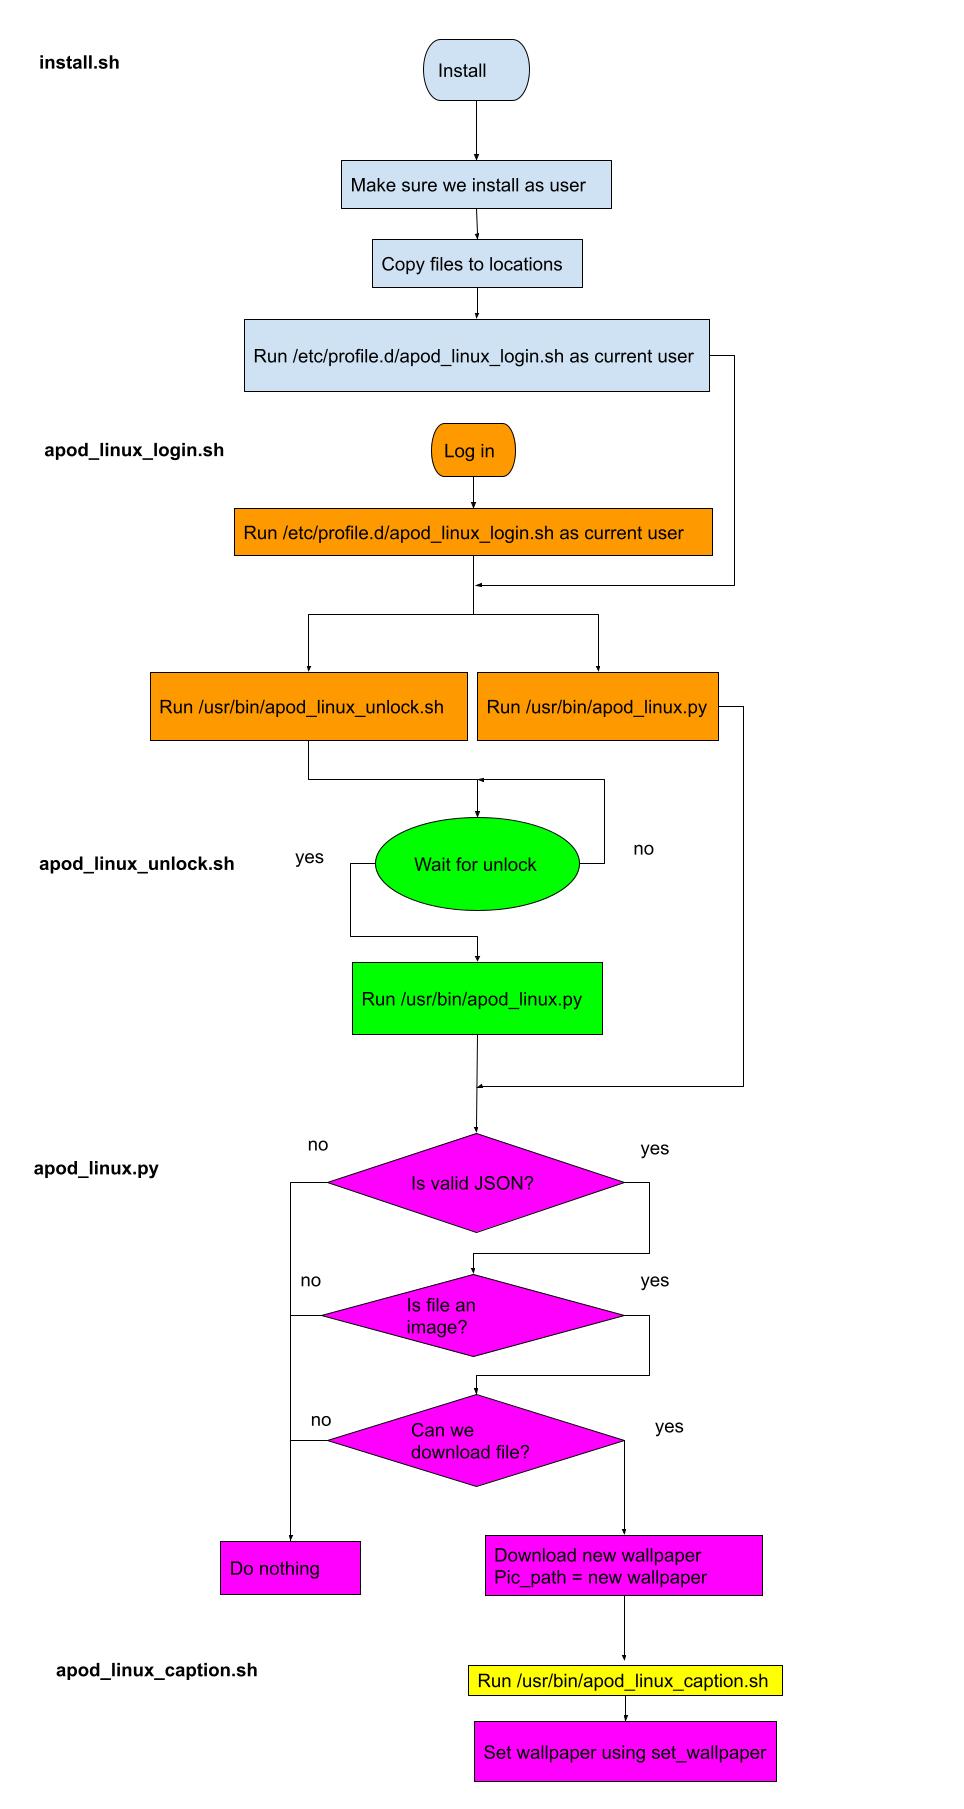 install.sh
Install
Make sure we install as user
Copy files to locations
Run /etc/profile.d/apod_linux_login.sh as current user
apod_linux_login.sh
Log in
Run /etc/profile.d/apod_linux_login.sh as current user
Run /usr/bin/apod_linux_unlock.sh
Run /usr/bin/apod_linux.py
apod_linux_unlock.sh
yes
Wait for unlock
no
Run /usr/bin/apod_linux.py
apod_linux.py
no
Is valid JSON?
yes
no
Is file an
image?
yes
no
Can we
download file?
yes
Do nothing
Download new wallpaper
Pic_path = new wallpaper
apod_linux_caption.sh
Run /usr/bin/apod_linux_caption.sh
Set wallpaper using set_wallpaper